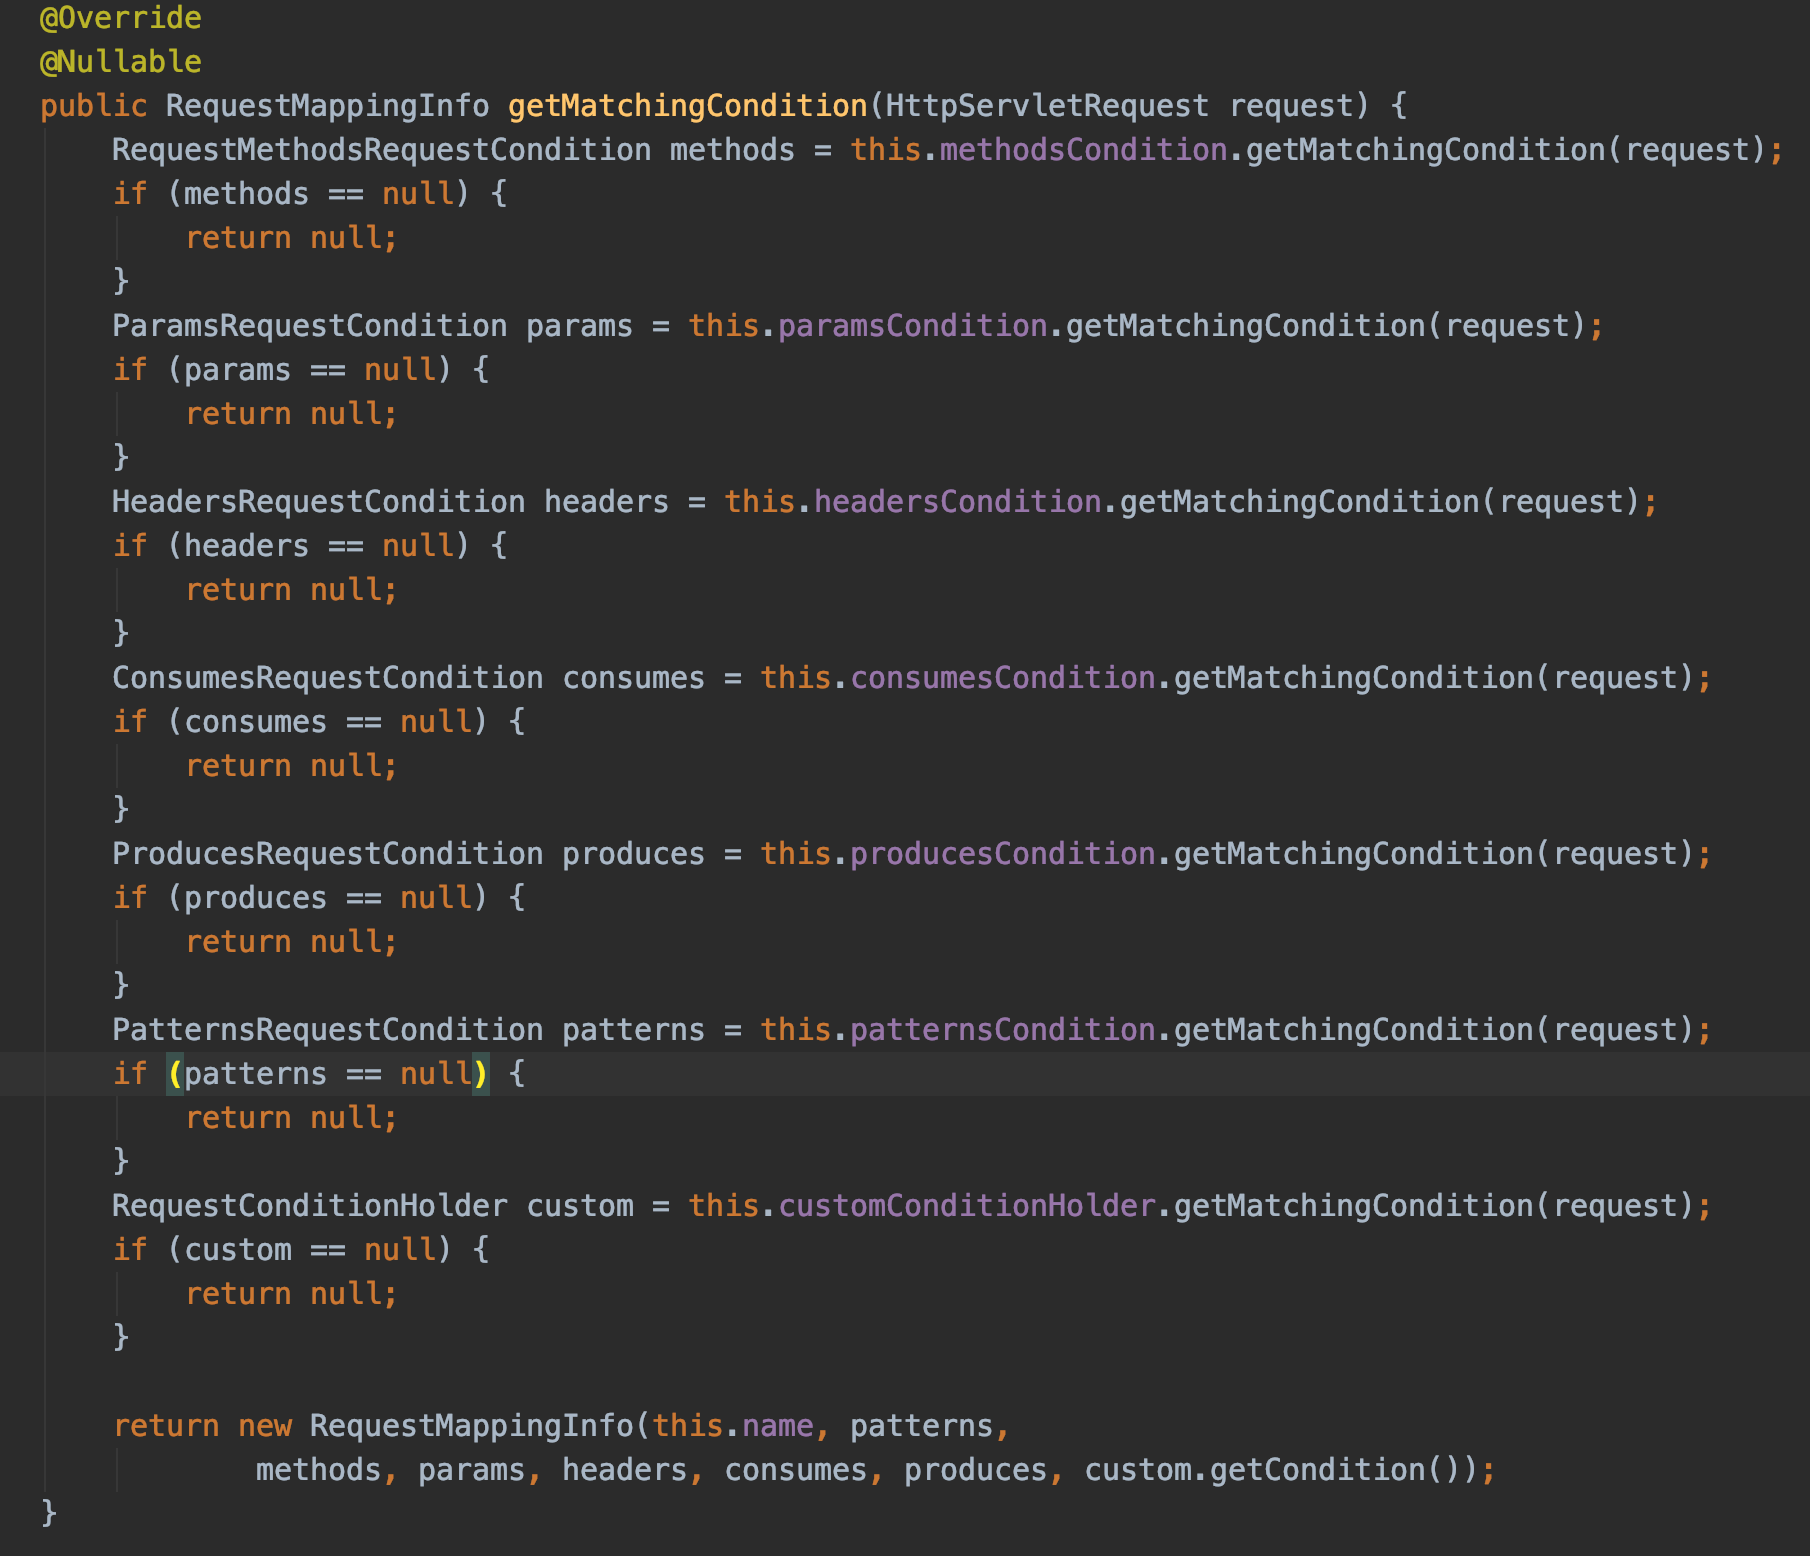 @Override
@Nullable
public RequestMappingInfo getMatchingCondition(HttpServletRequest request) {
    RequestMethodsRequestCondition methods = this.methodsCondition.getMatchingCondition(request);
    if (methods == null) {
        return null;
    }
    ParamsRequestCondition params = this.paramsCondition.getMatchingCondition(request);
    if (params == null) {
        return null;
    }
    HeadersRequestCondition headers = this.headersCondition.getMatchingCondition(request);
    if (headers == null) {
        return null;
    }
    ConsumesRequestCondition consumes = this.consumesCondition.getMatchingCondition(request);
    if (consumes == null) {
        return null;
    }
    ProducesRequestCondition produces = this.producesCondition.getMatchingCondition(request);
    if (produces == null) {
        return null;
    }
    PatternsRequestCondition patterns = this.patternsCondition.getMatchingCondition(request);
    if (patterns == null) {
        return null;
    }
    RequestConditionHolder custom = this.customConditionHolder.getMatchingCondition(request);
    if (custom == null) {
        return null;
    }

    return new RequestMappingInfo(this.name, patterns,
            methods, params, headers, consumes, produces, custom.getCondition());
}